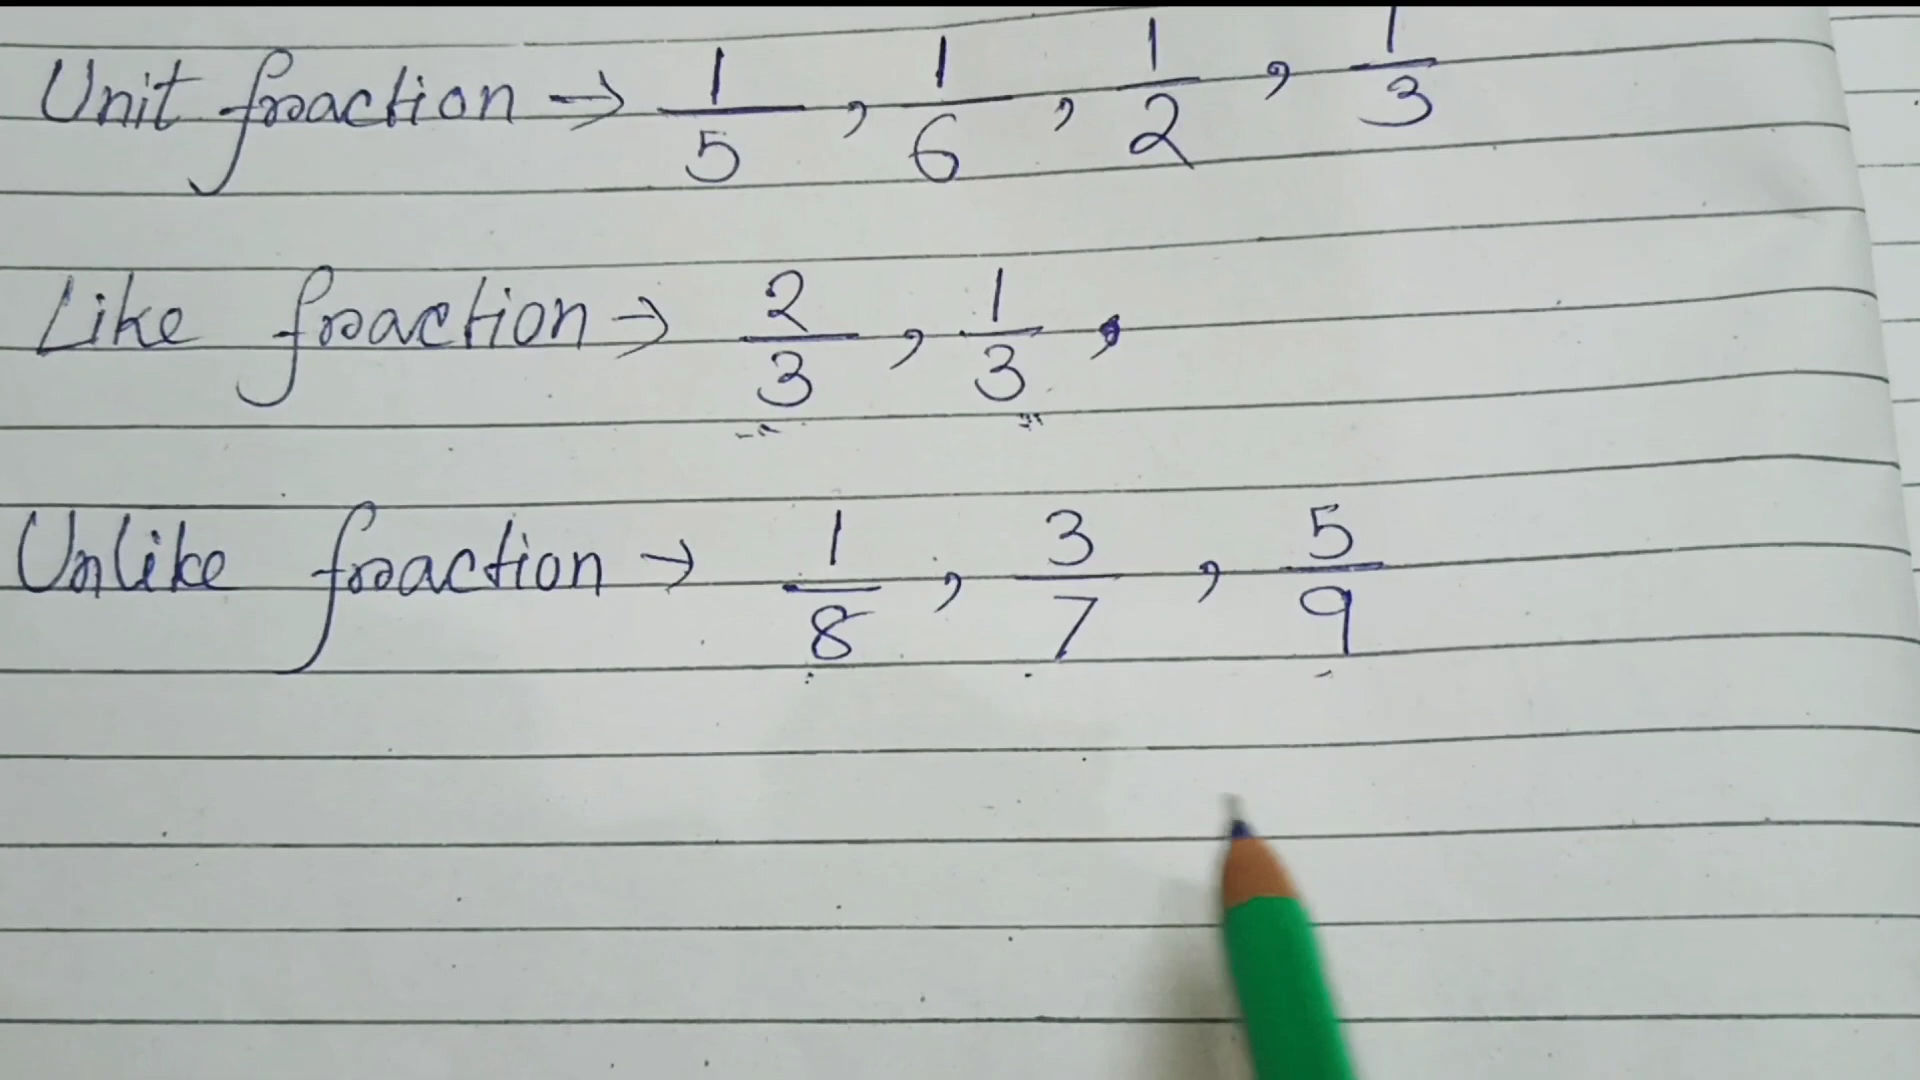 Unit fraction → 1/5, 1/6, 1/2, 1/3
Like fraction → 2/3, 1/3,
Unlike fraction → 1/8, 3/7, 5/9